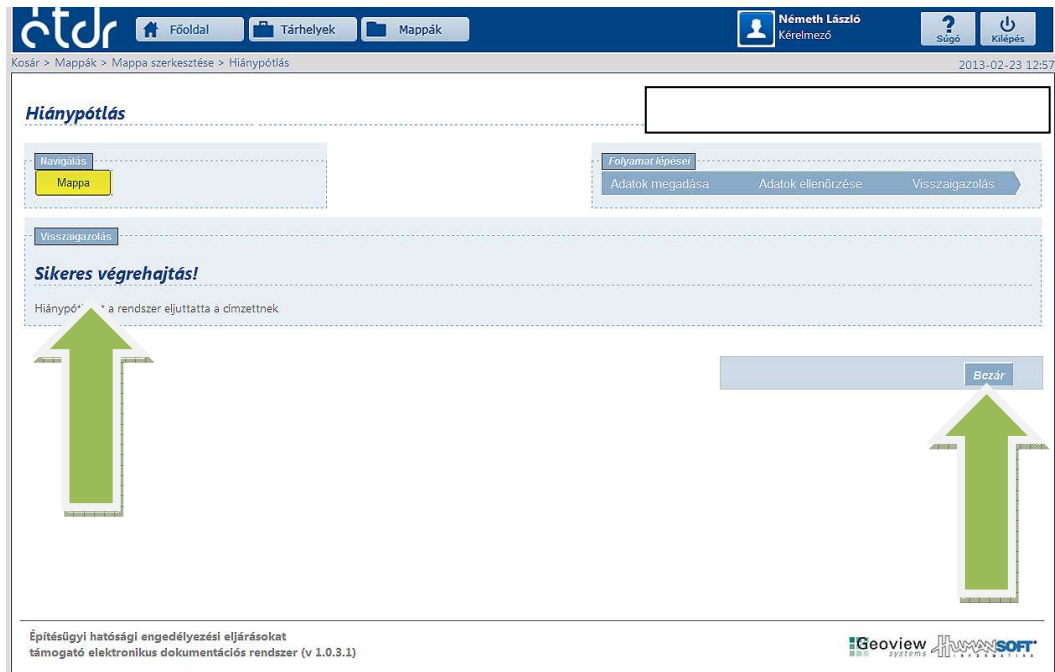 étdr
Főoldal
Tárhelyek
Mappák
Németh László
Kérelmező
?
Súgó
Kilépés
Kosár > Mappák > Mappa szerkesztése > Hiánypótlás
2013-02-23 12:57
Hiánypótlás
Navigálás
Mappa
Folyamat lépései
Adatok megadása
Adatok ellenőrzése
Visszaigazolás
Visszaigazolás
Sikeres végrehajtás!
a rendszer eljuttatta a címzettnek
Bezár
Építésügyi hatósági engedélyezési eljárásokat
támogató elektronikus dokumentációs rendszer (v 1.0.3.1)
Geoview
systems
HUMANSOFT
INFORMATIKA